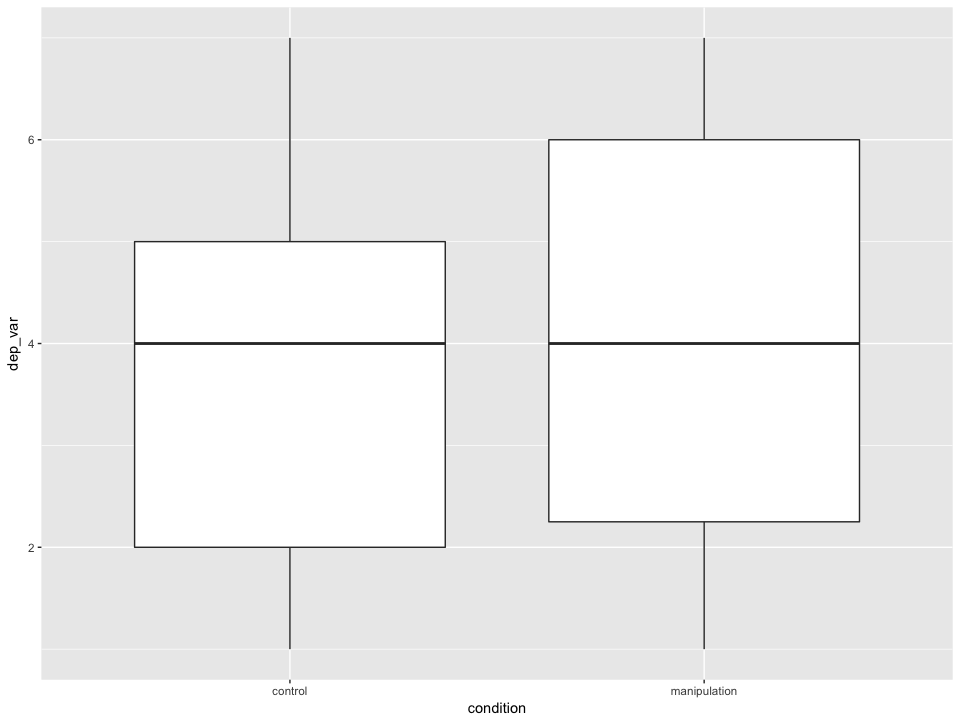 dep_var
6
4
2
control
manipulation
condition